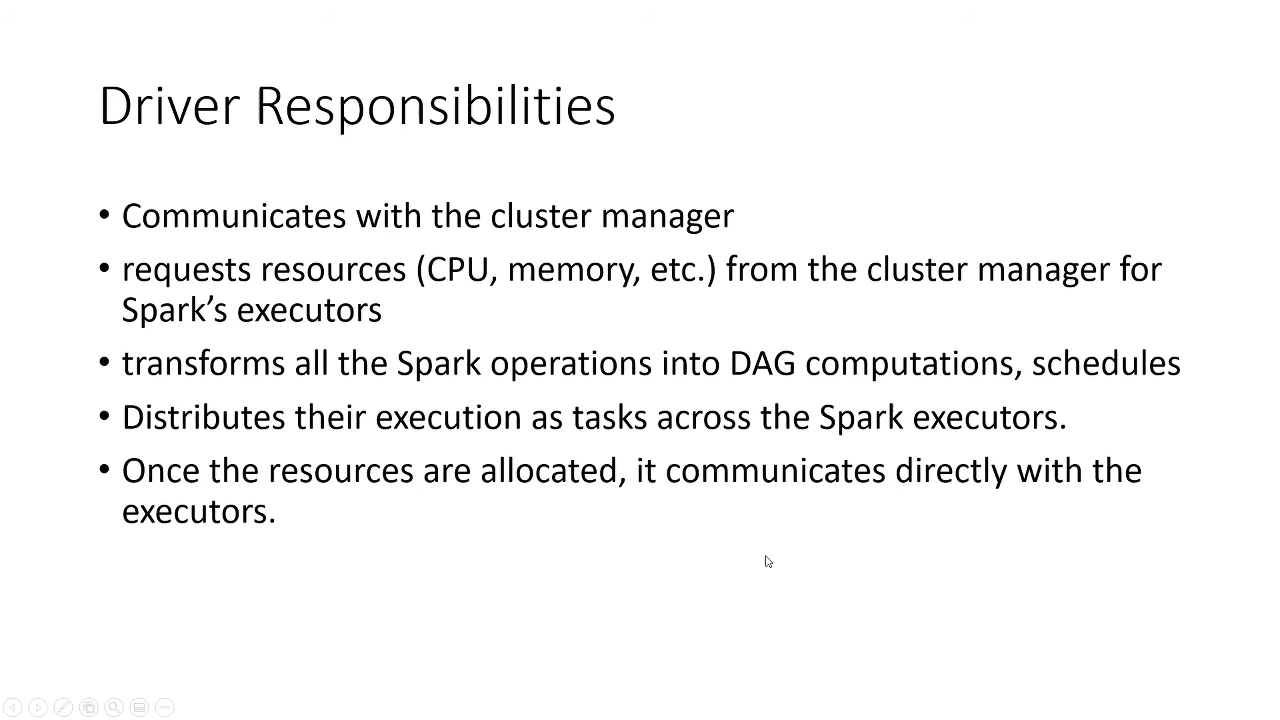 Driver Responsibilities
• Communicates with the cluster manager
• requests resources (CPU, memory, etc.) from the cluster manager for
Spark’s executors
• transforms all the Spark operations into DAG computations, schedules
• Distributes their execution as tasks across the Spark executors.
• Once the resources are allocated, it communicates directly with the
executors.